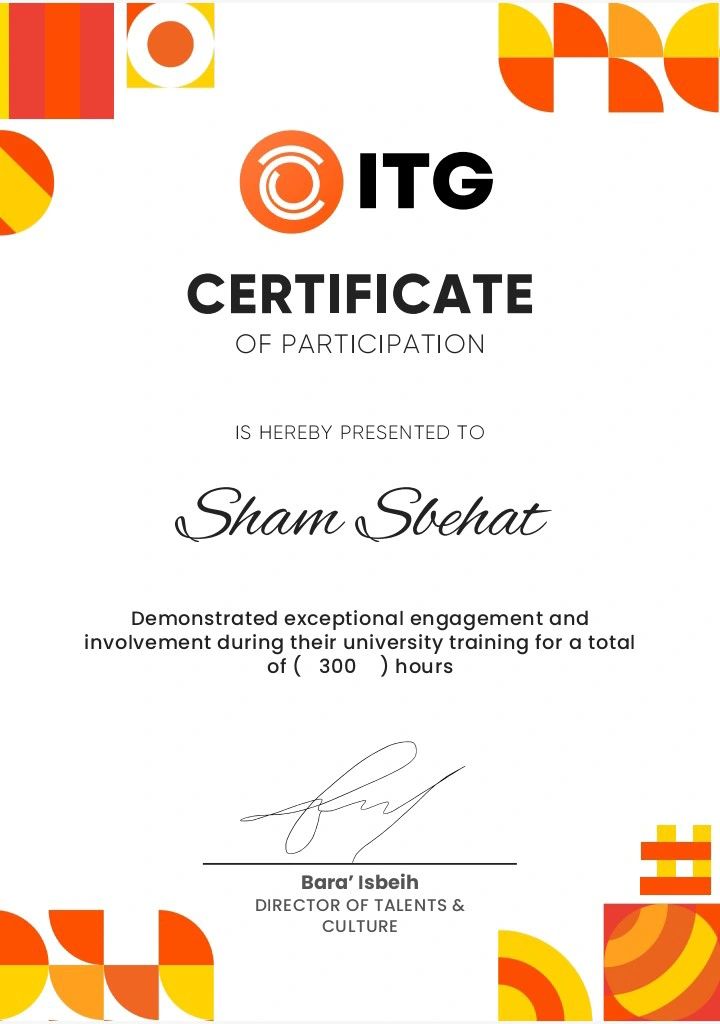 ITG
CERTIFICATE
OF PARTICIPATION
IS HEREBY PRESENTED TO
Sham Sbehat
Demonstrated exceptional engagement and
involvement during their university training for a total
of ( 300 ) hours
Bara' Isbeih
DIRECTOR OF TALENTS &
CULTURE